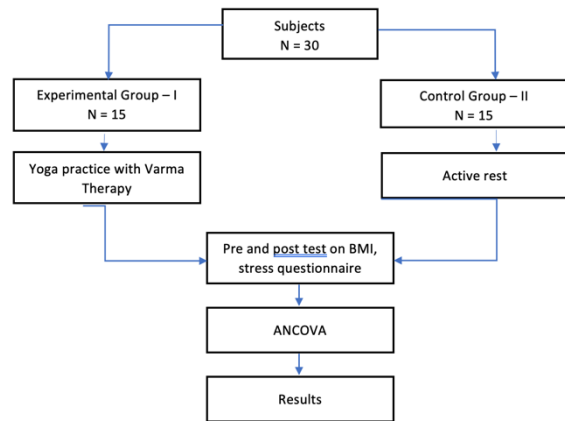 Subjects
N = 30
Experimental Group – I
N = 15
Control Group – II
N = 15
Yoga practice with Varma
Therapy
Active rest
Pre and post test on BMI,
stress questionnaire
ANCOVA
Results